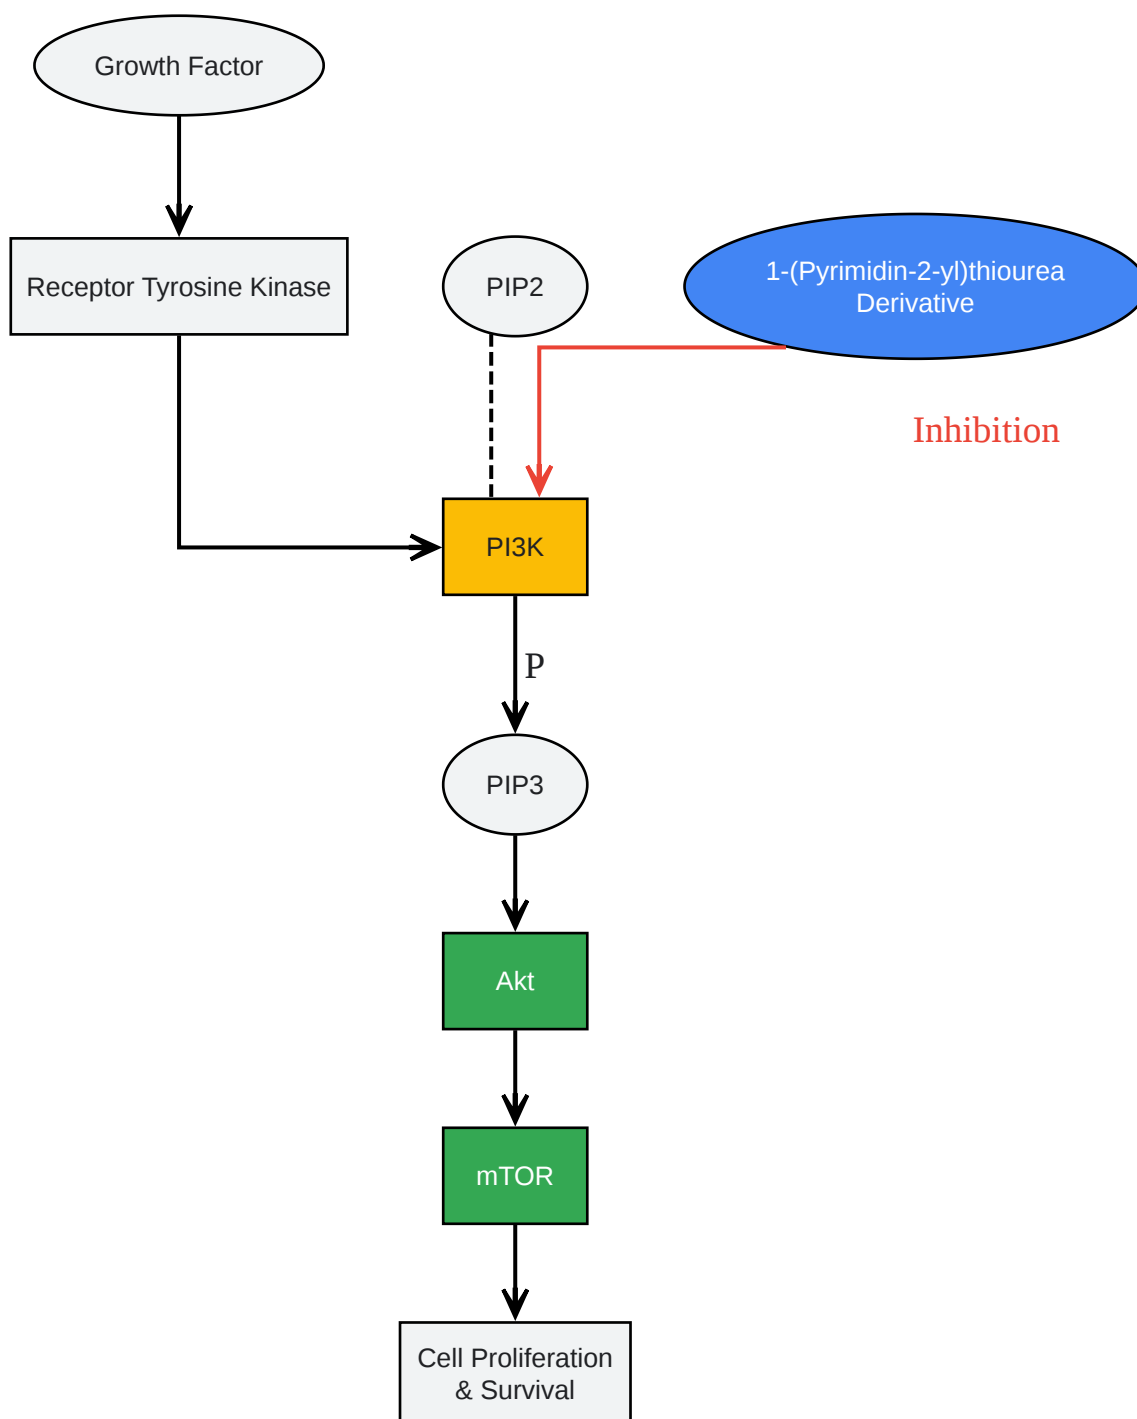 Growth Factor
Receptor Tyrosine Kinase
PIP2
1-(Pyrimidin-2-yl)thiourea
Derivative
Inhibition
PI3K
P
PIP3
Akt
mTOR
Cell Proliferation
& Survival